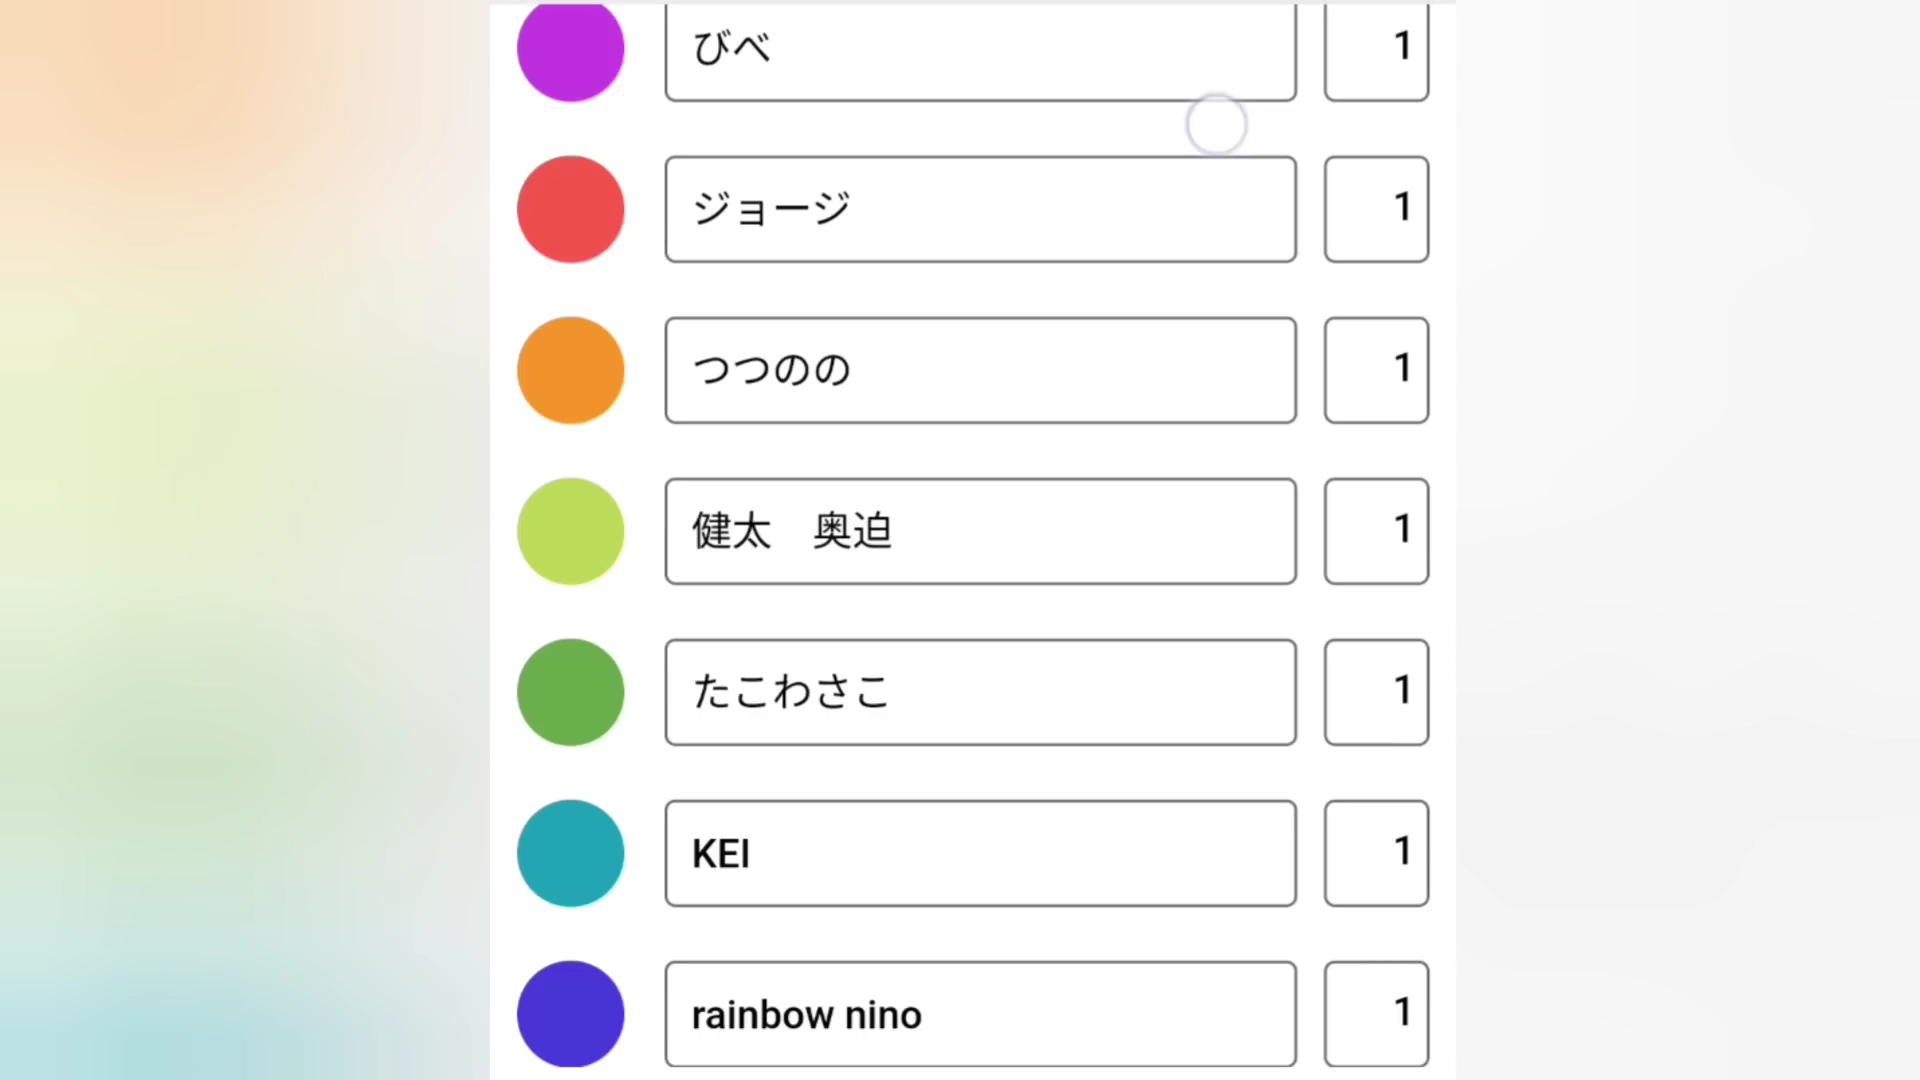 びべ 1
ジョージ 1
つつのの 1
健太　奥迫 1
たこわさこ 1
KEI 1
rainbow nino 1